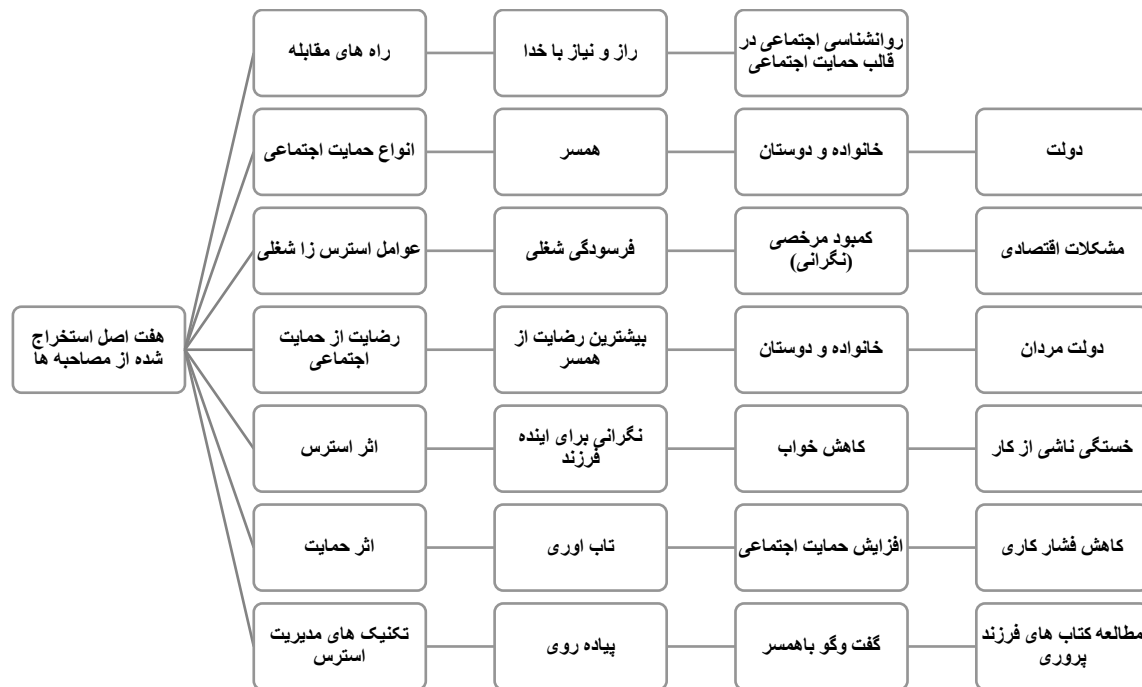 راه های مقابله
راز و نیاز با خدا
روانشناسی اجتماعی در
قالب حمایت اجتماعی
انواع حمایت اجتماعی
همسر
خانواده و دوستان
دولت
عوامل استرس زا شغلی
فرسودگی شغلی
کمبود مرخصی
(نگرانی)
مشکلات اقتصادی
هفت اصل استخراج
شده از مصاحبه ها
رضایت از حمایت
اجتماعی
بیشترین رضایت از
همسر
خانواده و دوستان
دولت مردان
اثر استرس
نگرانی برای اینده
فرزند
کاهش خواب
خستگی ناشی از کار
اثر حمایت
تاب اوری
افزایش حمایت اجتماعی
کاهش فشار کاری
تکنیک های مدیریت
استرس
پیاده روی
گفت وگو باهمسر
مطالعه کتاب های فرزند
پروری